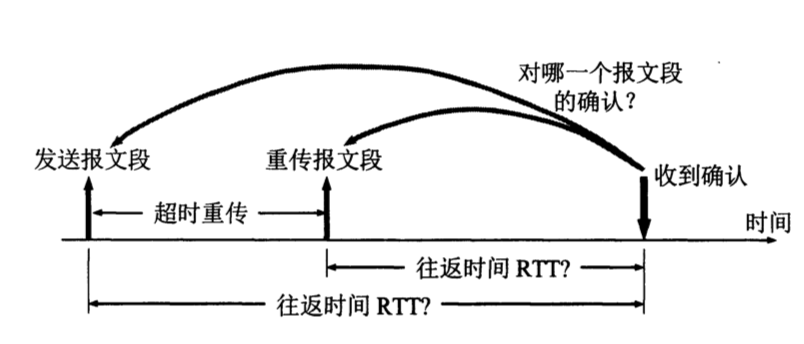 对哪一个报文段
的确认？
发送报文段
重传报文段
收到确认
超时重传
时间
往返时间 RTT?
往返时间 RTT?